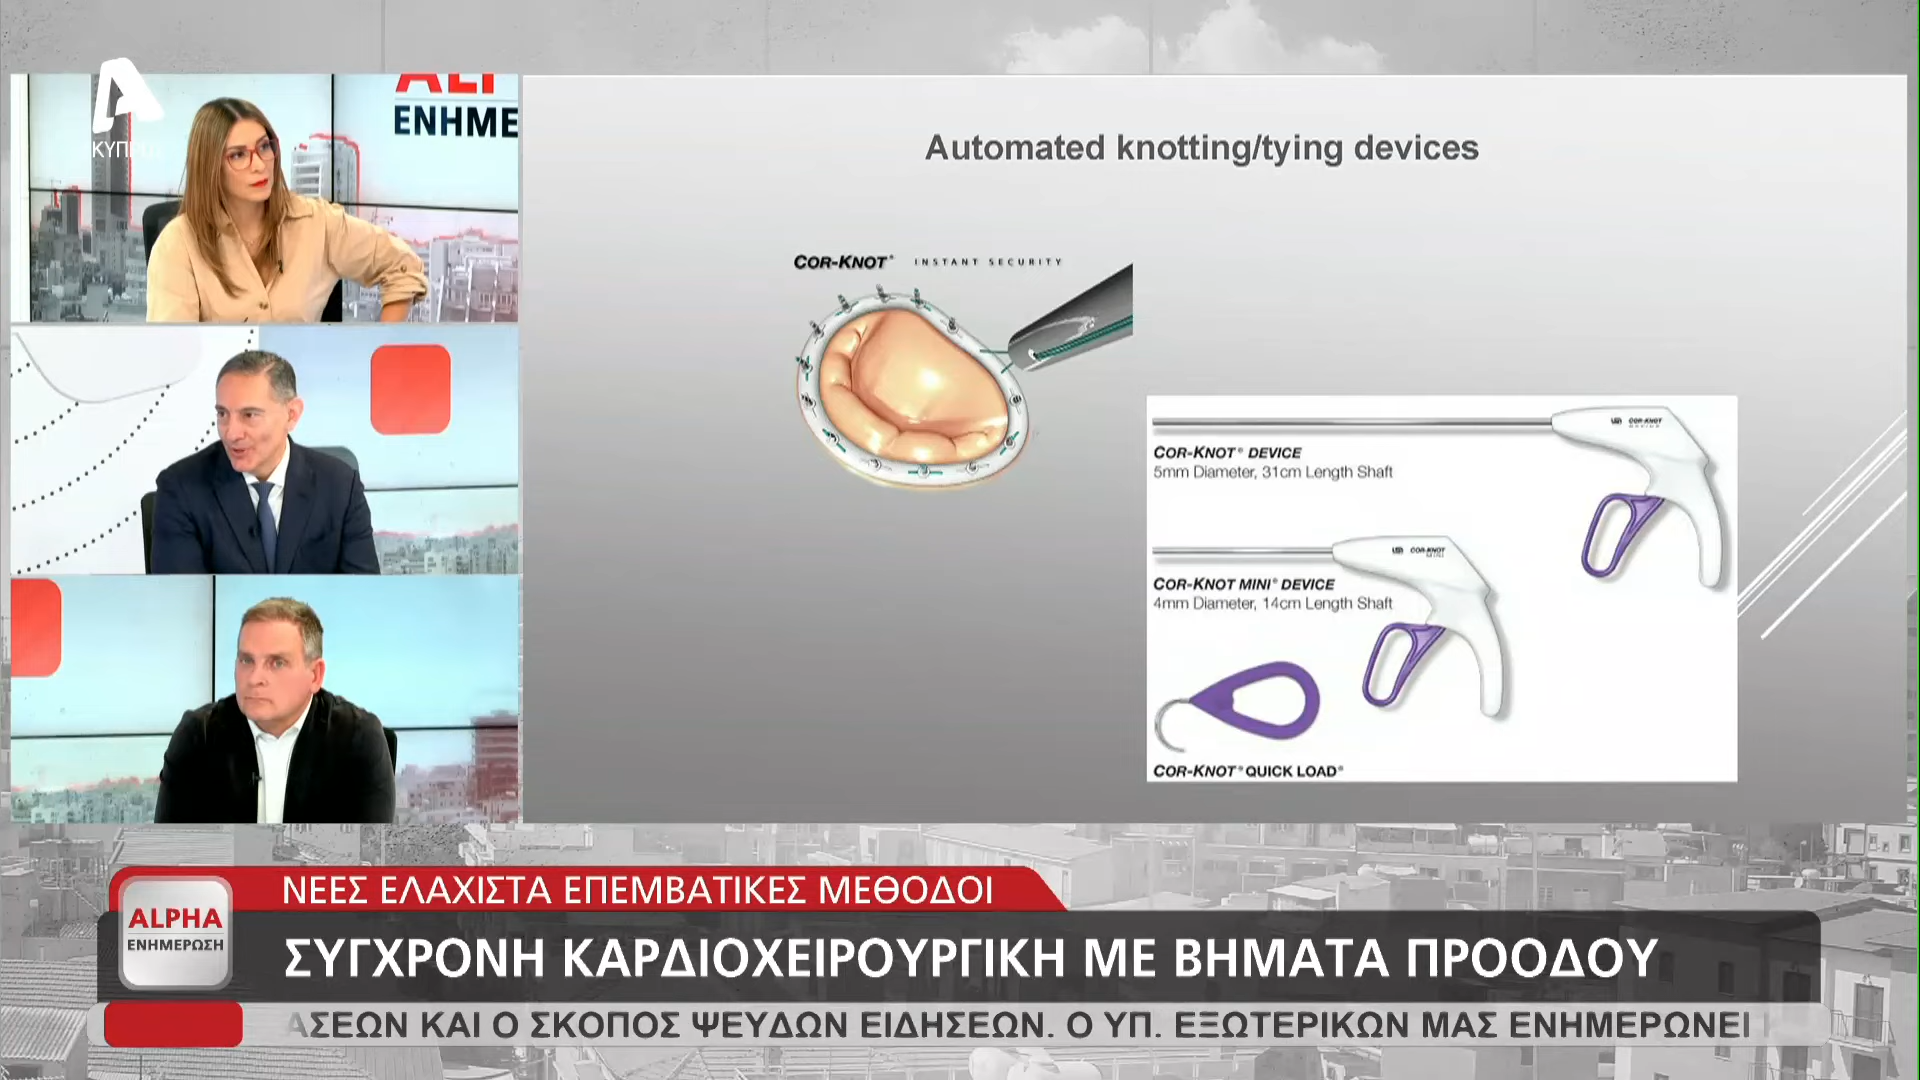 ALP
ΕΝΗΜΕ
ΚΥΠΡ
Automated knotting/tying devices
COR-KNOT® INSTANT SECURITY
COR-KNOT
COR-KNOT® DEVICE
5mm Diameter, 31cm Length Shaft
COR-KNOT
COR-KNOT MINI® DEVICE
4mm Diameter, 14cm Length Shaft
COR-KNOT® QUICK LOAD®
ΝΕΕΣ ΕΛΑΧΙΣΤΑ ΕΠΕΜΒΑΤΙΚΕΣ ΜΕΘΟΔΟΙ
ALPHA
ΕΝΗΜΕΡΩΣΗ
ΣΥΓΧΡΟΝΗ ΚΑΡΔΙΟΧΕΙΡΟΥΡΓΙΚΗ ΜΕ ΒΗΜΑΤΑ ΠΡΟΟΔΟΥ
ΑΣΕΩΝ ΚΑΙ Ο ΣΚΟΠΟΣ ΨΕΥΔΩΝ ΕΙΔΗΣΕΩΝ. Ο ΥΠ. ΕΞΩΤΕΡΙΚΩΝ ΜΑΣ ΕΝΗΜΕΡΩΝΕΙ